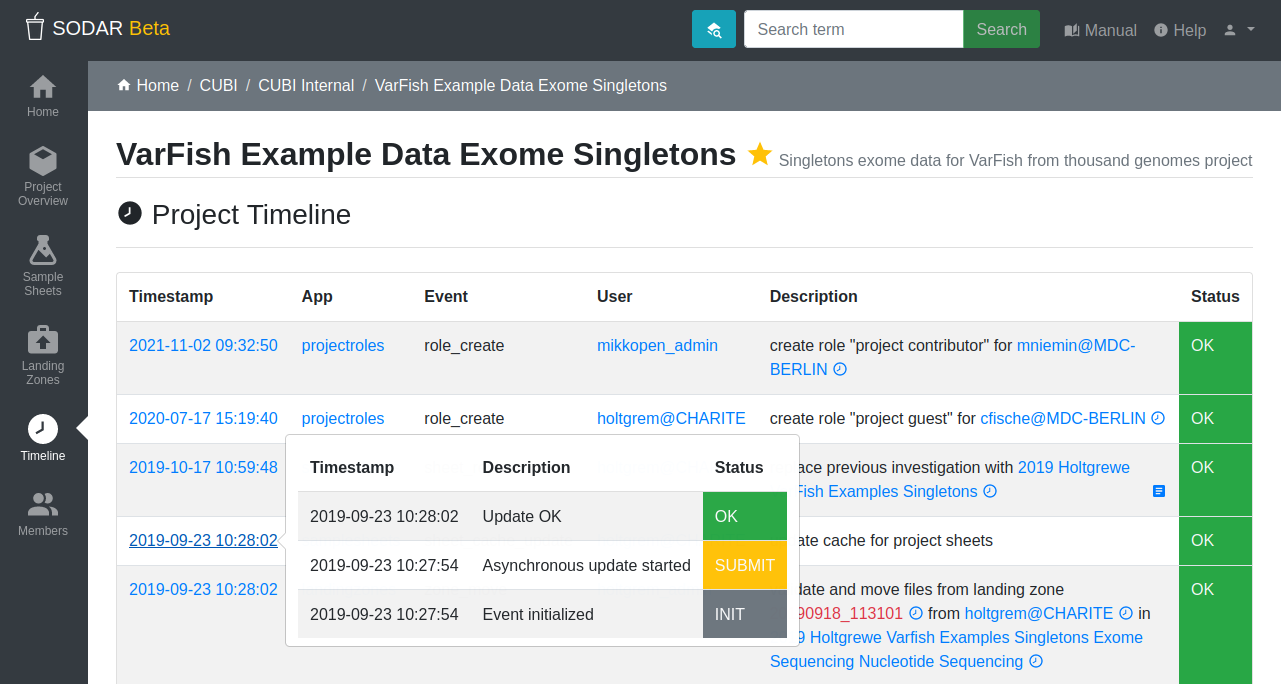 SODAR Beta
Search term
Search
Manual
Help
Home
Project
Overview
Sample
Sheets
Landing
Zones
Timeline
Members
Home / CUBI / CUBI Internal / VarFish Example Data Exome Singletons
VarFish Example Data Exome Singletons Singletons exome data for VarFish from thousand genomes project
Project Timeline
Timestamp App Event User Description Status
2021-11-02 09:32:50 projectroles role_create mikkopen_admin create role "project contributor" for mniemin@MDC- OK
BERLIN
2020-07-17 15:19:40 projectroles role_create holtgrem@CHARITE create role "project guest" for cfische@MDC-BERLIN OK
2019-10-17 10:59:48 ace previous investigation with 2019 Holtgrewe OK
Fish Examples Singletons
2019-09-23 10:28:02 ate cache for project sheets OK
2019-09-23 10:28:02 date and move files from landing zone OK
90918_113101 from holtgrem@CHARITE in
9 Holtgrewe Varfish Examples Singletons Exome
Sequencing Nucleotide Sequencing
Timestamp Description Status
2019-09-23 10:28:02 Update OK OK
2019-09-23 10:27:54 Asynchronous update started SUBMIT
2019-09-23 10:27:54 Event initialized INIT